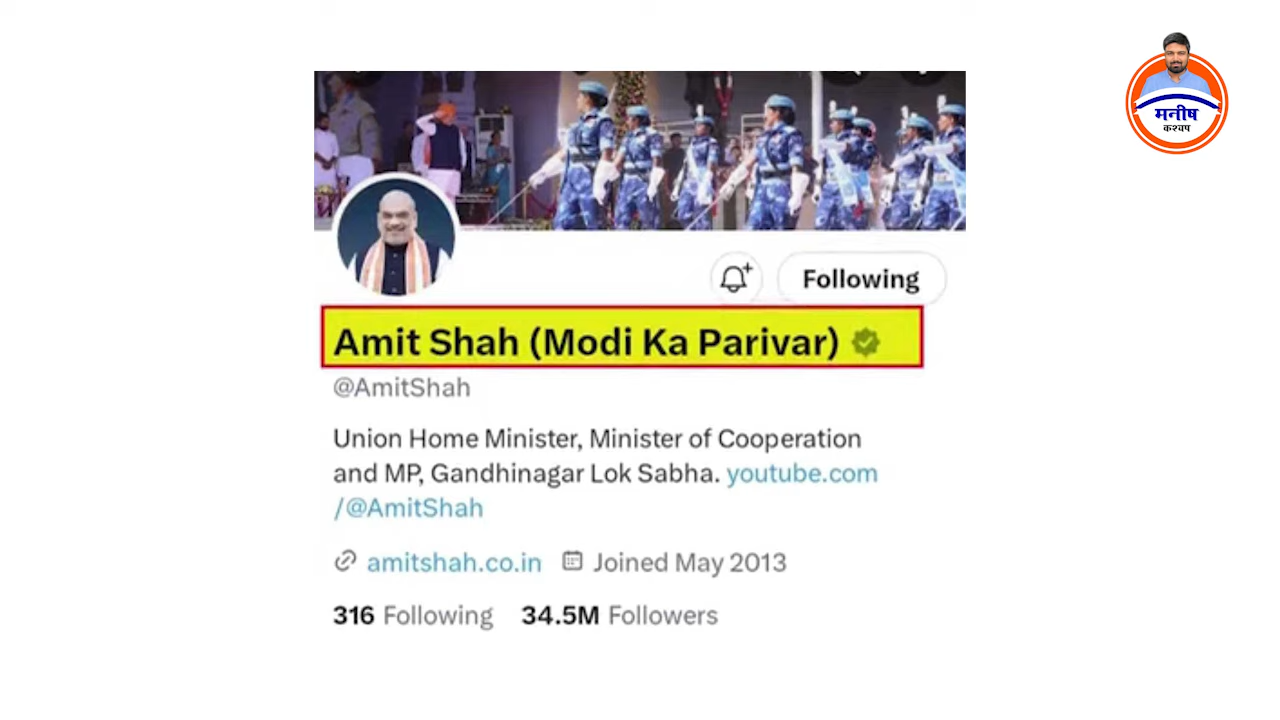 मनीष
कश्यप
Following
Amit Shah (Modi Ka Parivar)
@AmitShah
Union Home Minister, Minister of Cooperation
and MP, Gandhinagar Lok Sabha. youtube.com
/@AmitShah
amitshah.co.in Joined May 2013
316 Following 34.5M Followers